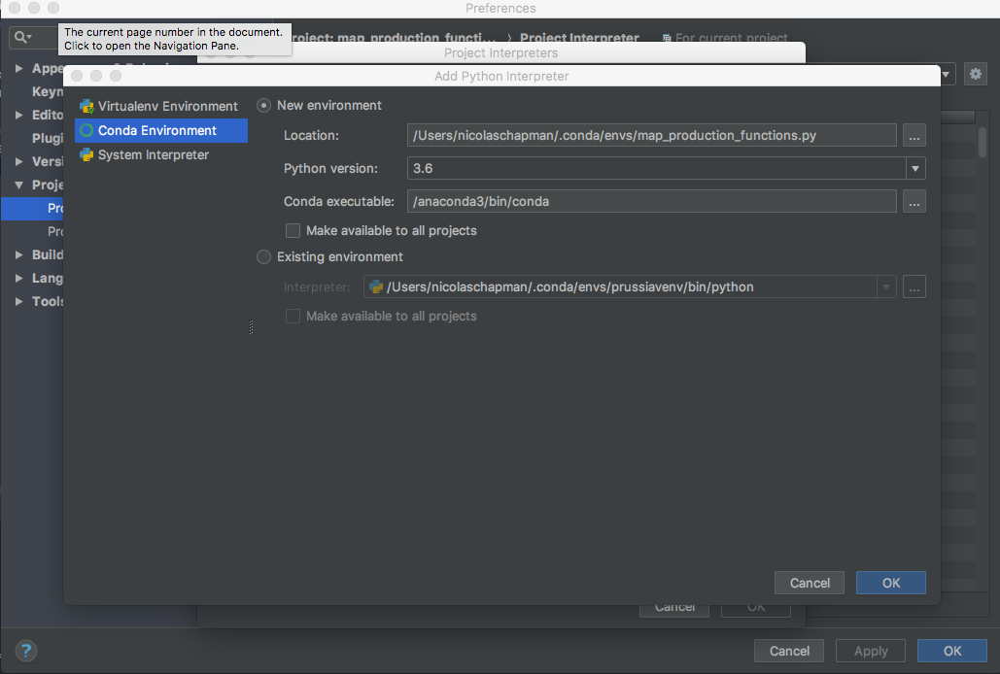 Preferences
The current page number in the document.
Click to open the Navigation Pane.
roject: map_production_functi... › Project Interpreter
For current project
Project Interpreters
Add Python Interpreter
Appe
Keym
Edito
Plugi
Versi
Proje
Pro
Pro
Build
Lang
Tools
Virtualenv Environment
Conda Environment
System Interpreter
New environment
Location: /Users/nicolaschapman/.conda/envs/map_production_functions.py ...
Python version: 3.6
Conda executable: /anaconda3/bin/conda ...
Make available to all projects
Existing environment
Interpreter: /Users/nicolaschapman/.conda/envs/prussiavenv/bin/python ...
Make available to all projects
Cancel OK
Cancel OK
? Cancel Apply OK